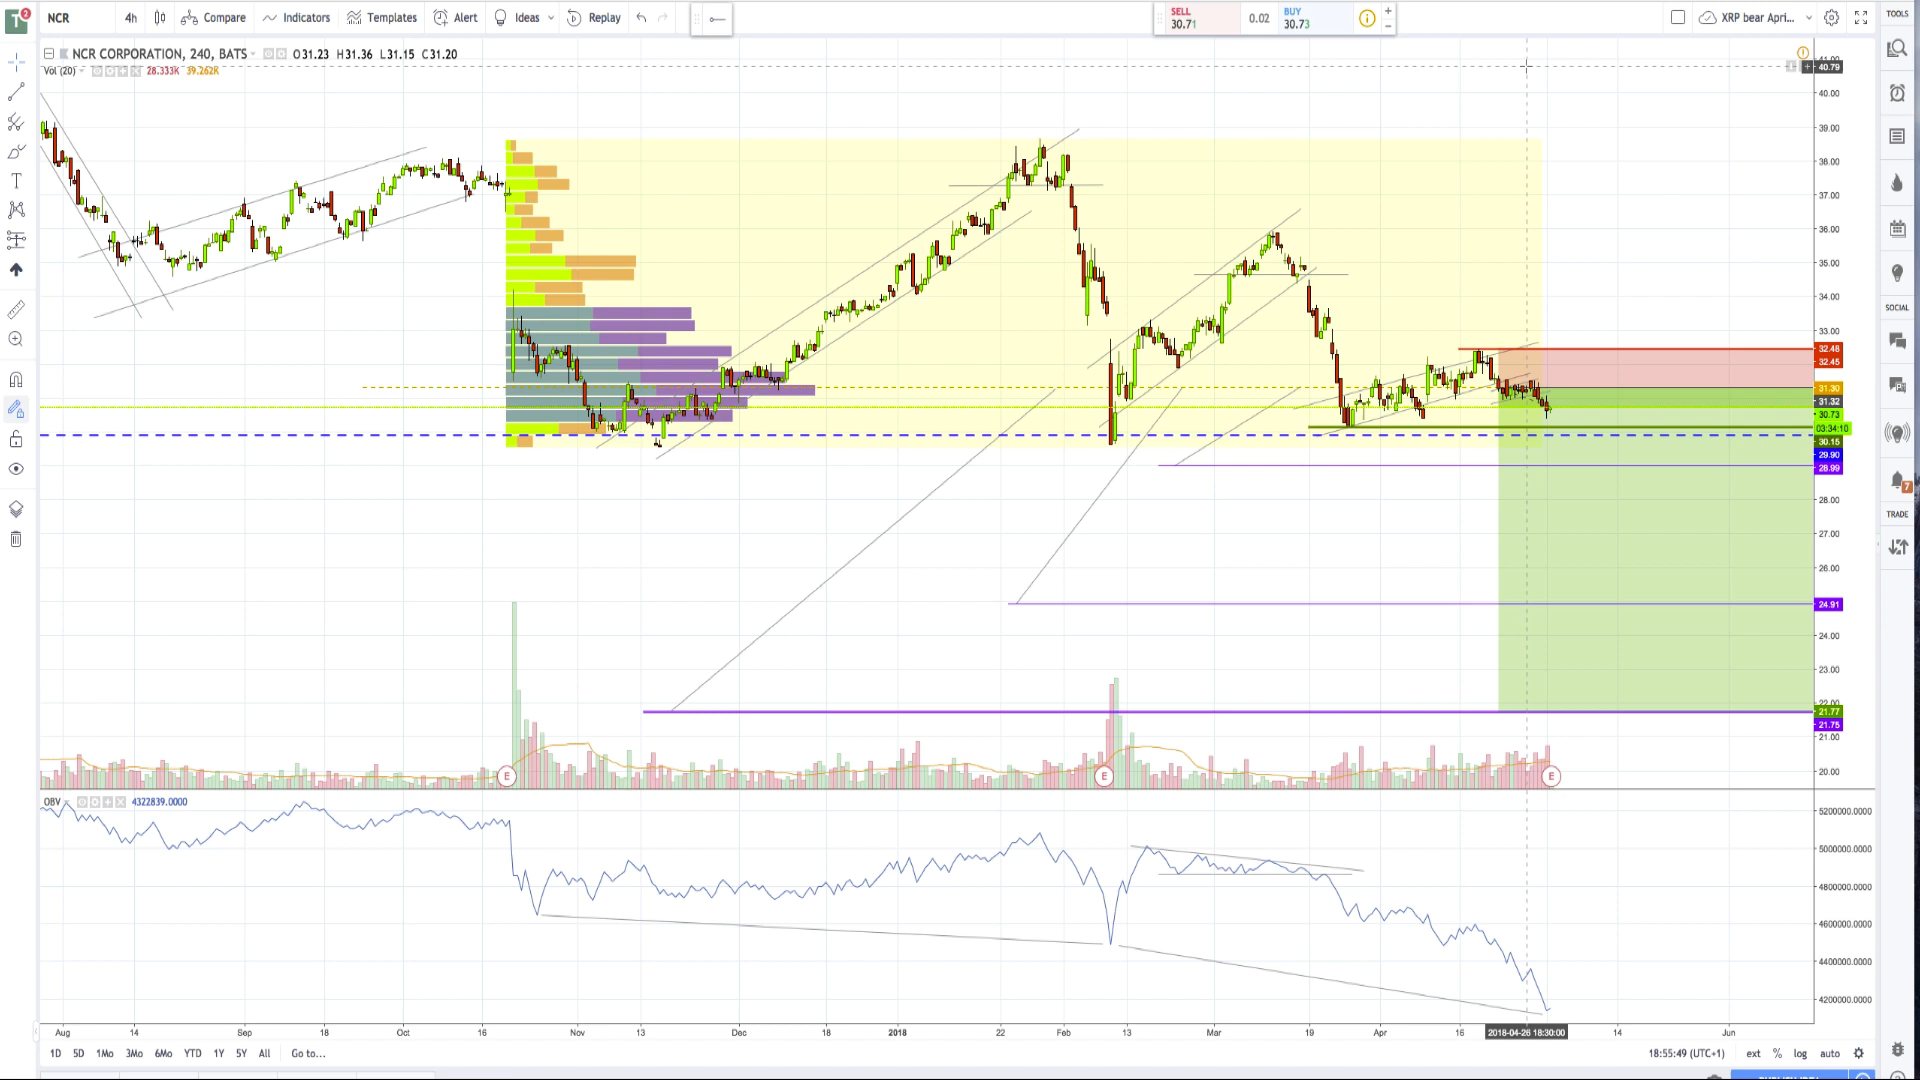 2
NCR 4h Compare Indicators Templates Alert Ideas Replay
SELL
30.71
0.02
BUY
30.73
XRP bear Apri...
TOOLS
NCR CORPORATION, 240, BATS O31.23 H31.36 L31.15 C31.20
Vol (20) 28.333K 39.262K
40.79
40.00
39.00
38.00
37.00
36.00
35.00
34.00
33.00
32.48
32.45
31.30
31.32
30.73
03:34:10
30.15
29.90
28.99
28.00
27.00
26.00
24.91
24.00
23.00
21.77
21.75
21.00
20.00
SOCIAL
7
TRADE
E
E
E
OBV 4322839.0000
5200000.0000
5000000.0000
4800000.0000
4600000.0000
4400000.0000
4200000.0000
Aug 14 Sep 18 Oct 16 Nov 13 Dec 18 2018 22 Feb 13 Mar 19 Apr 16 2018-04-26 18:30:00 14 Jun
1D 5D 1Mo 3Mo 6Mo YTD 1Y 5Y All Go to... 18:55:49 (UTC+1) ext % log auto